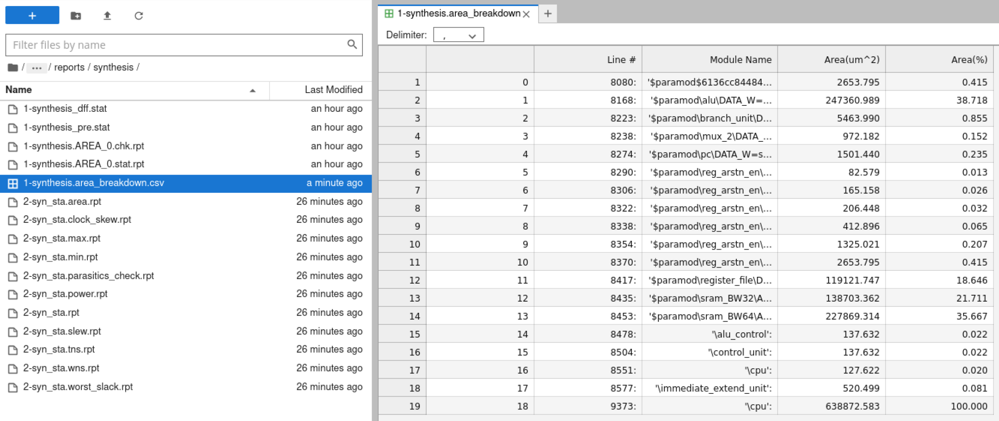 +
Filter files by name
/ ... / reports / synthesis /
Name Last Modified
1-synthesis_dff.stat an hour ago
1-synthesis_pre.stat an hour ago
1-synthesis.AREA_0.chk.rpt an hour ago
1-synthesis.AREA_0.stat.rpt an hour ago
1-synthesis.area_breakdown.csv a minute ago
2-syn_sta.area.rpt 26 minutes ago
2-syn_sta.clock_skew.rpt 26 minutes ago
2-syn_sta.max.rpt 26 minutes ago
2-syn_sta.min.rpt 26 minutes ago
2-syn_sta.parasitics_check.rpt 26 minutes ago
2-syn_sta.power.rpt 26 minutes ago
2-syn_sta.rpt 26 minutes ago
2-syn_sta.slew.rpt 26 minutes ago
2-syn_sta.tns.rpt 26 minutes ago
2-syn_sta.wns.rpt 26 minutes ago
2-syn_sta.worst_slack.rpt 26 minutes ago
1-synthesis.area_breakdown × +
Delimiter: ,
Line # Module Name Area(um^2) Area(%)
1 0 8080: '$paramod$6136cc84484... 2653.795 0.415
2 1 8168: '$paramod\alu\DATA_W=... 247360.989 38.718
3 2 8223: '$paramod\branch_unit\D... 5463.990 0.855
4 3 8238: '$paramod\mux_2\DATA_... 972.182 0.152
5 4 8274: '$paramod\pc\DATA_W=s... 1501.440 0.235
6 5 8290: '$paramod\reg_arstn_en\... 82.579 0.013
7 6 8306: '$paramod\reg_arstn_en\... 165.158 0.026
8 7 8322: '$paramod\reg_arstn_en\... 206.448 0.032
9 8 8338: '$paramod\reg_arstn_en\... 412.896 0.065
10 9 8354: '$paramod\reg_arstn_en\... 1325.021 0.207
11 10 8370: '$paramod\reg_arstn_en\... 2653.795 0.415
12 11 8417: '$paramod\register_file\D... 119121.747 18.646
13 12 8435: '$paramod\sram_BW32\A... 138703.362 21.711
14 13 8453: '$paramod\sram_BW64\A... 227869.314 35.667
15 14 8478: '\alu_control': 137.632 0.022
16 15 8504: '\control_unit': 137.632 0.022
17 16 8551: '\cpu': 127.622 0.020
18 17 8577: '\immediate_extend_unit': 520.499 0.081
19 18 9373: '\cpu': 638872.583 100.000